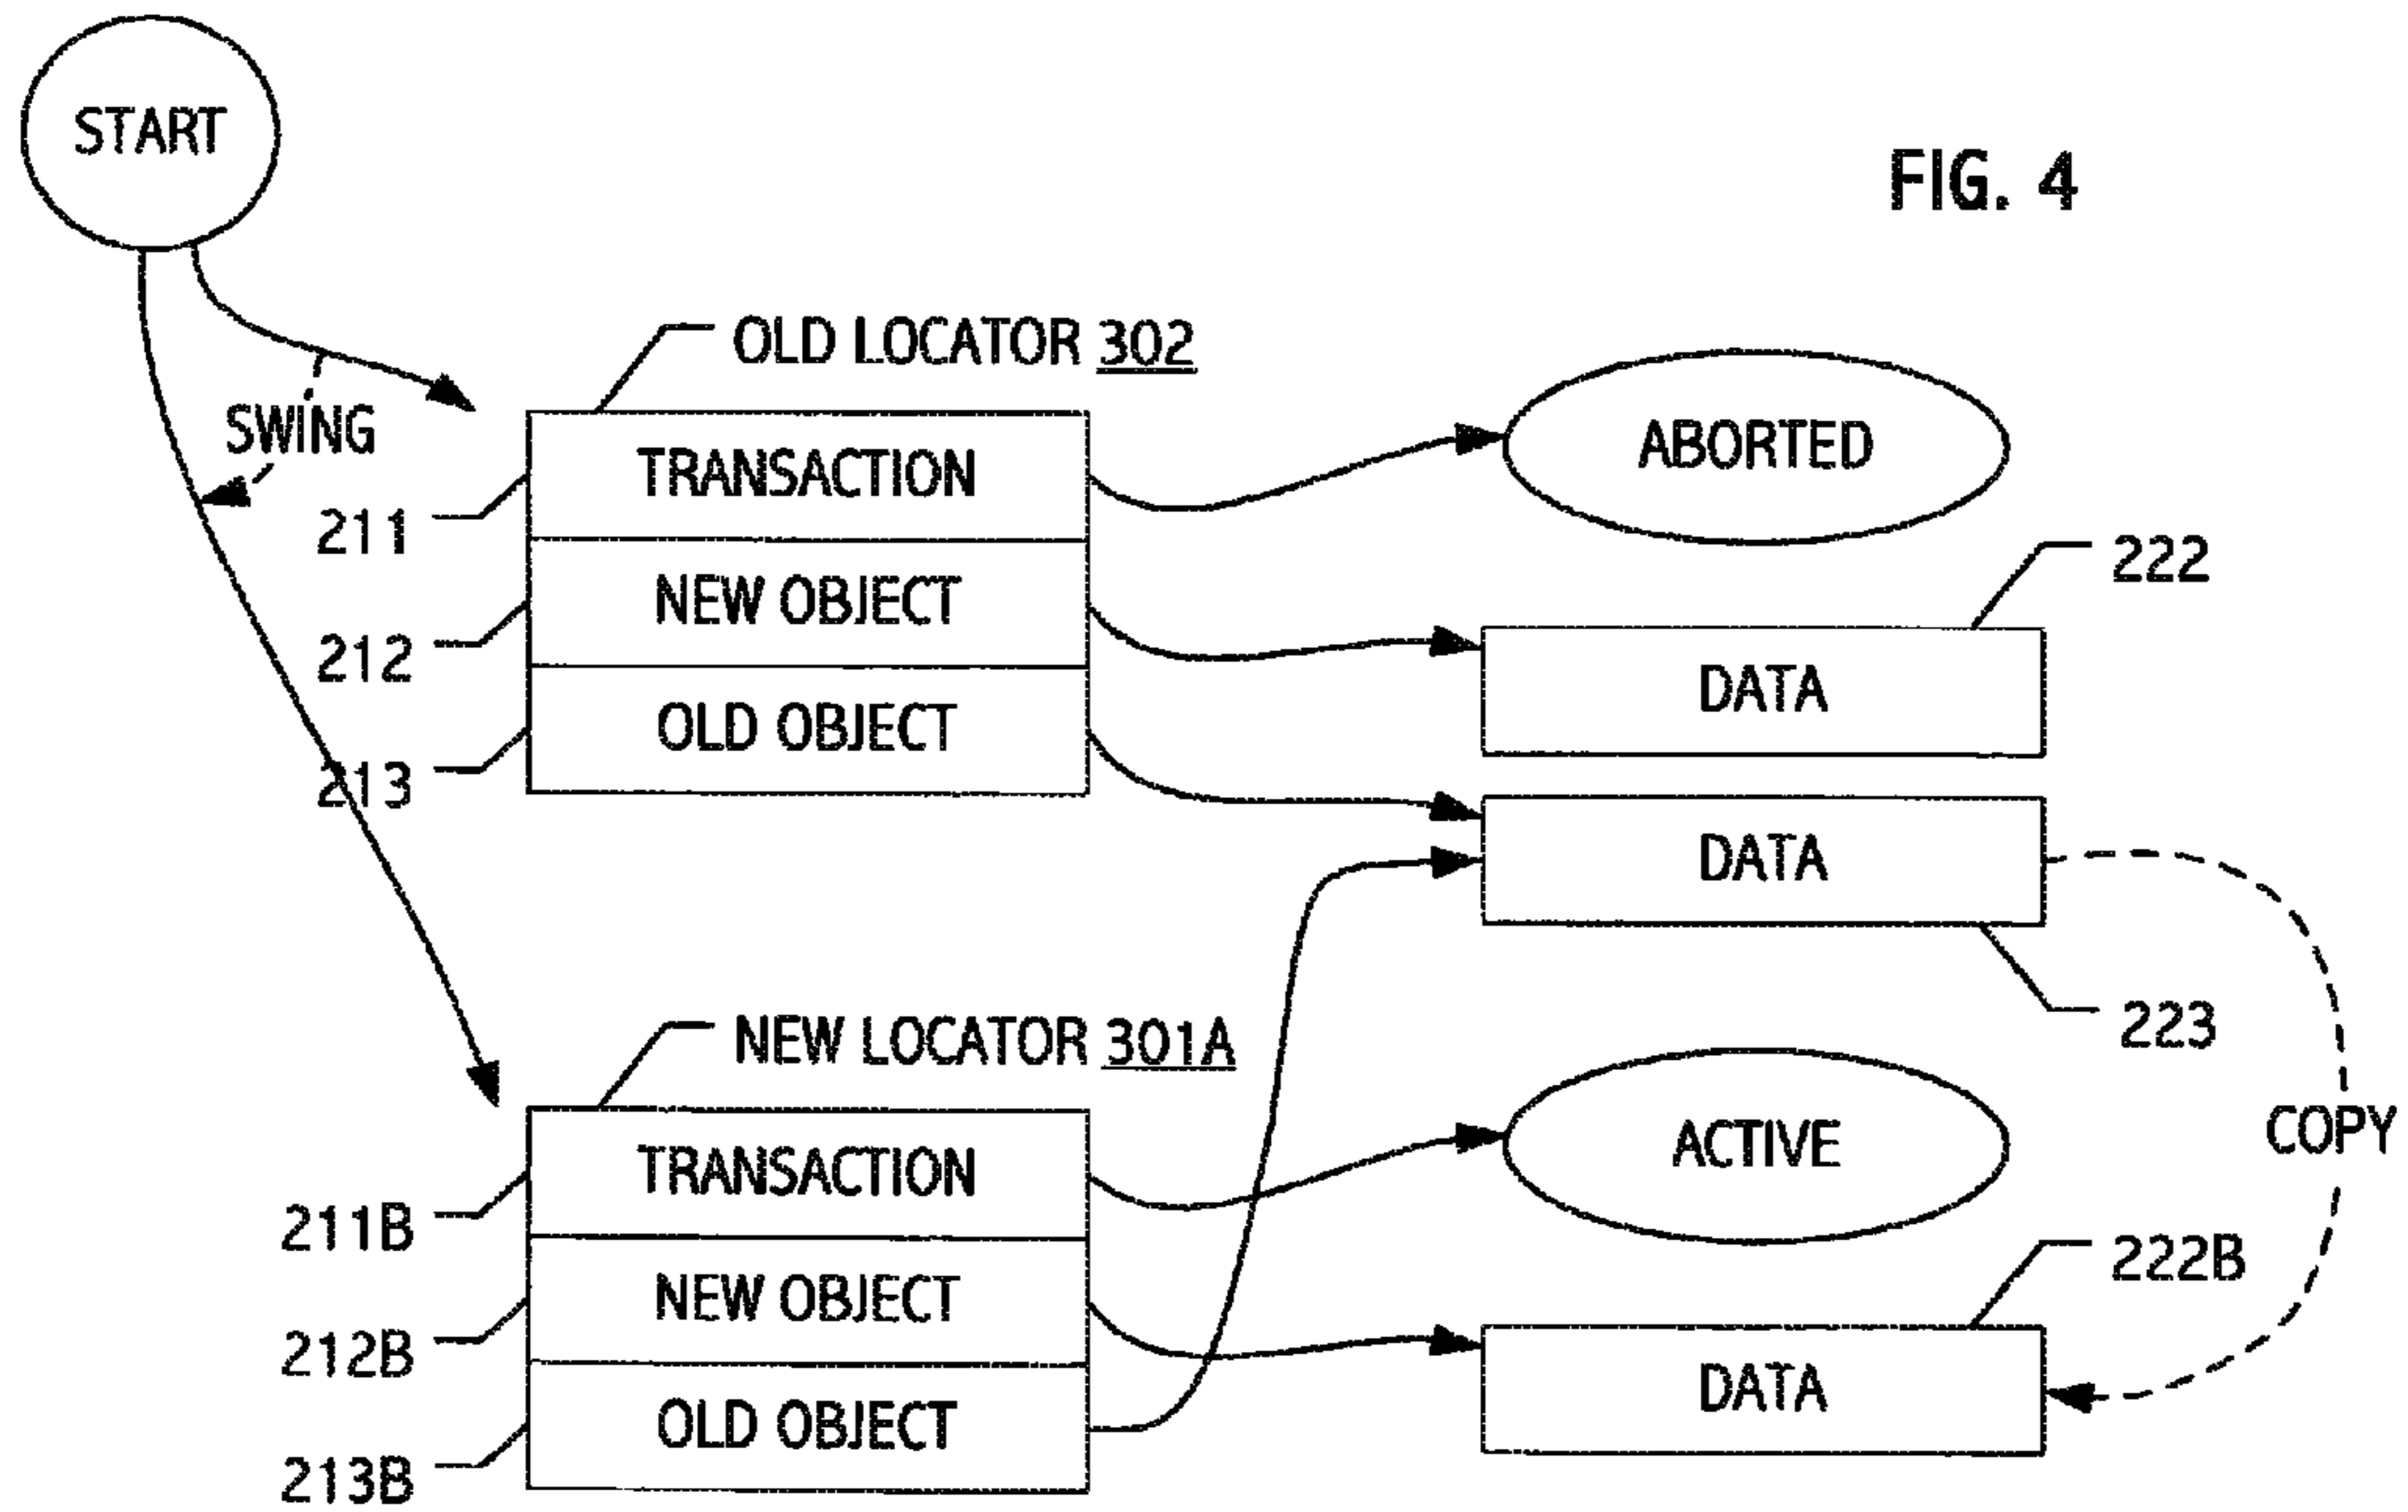 START
FIG. 4
OLD LOCATOR 302
SWING
TRANSACTION
ABORTED
211
NEW OBJECT
222
212
DATA
OLD OBJECT
213
DATA
223
NEW LOCATOR 301A
COPY
TRANSACTION
ACTIVE
211B
NEW OBJECT
222B
212B
DATA
OLD OBJECT
213B